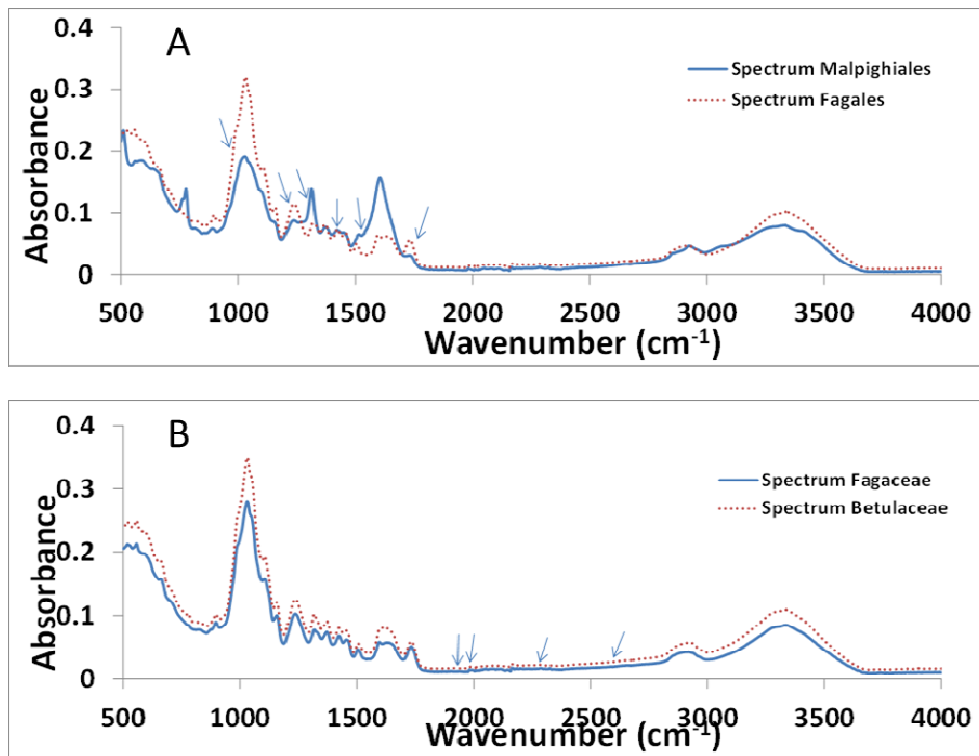 A
0.4
0.3
0.2
0.1
0
Absorbance
Spectrum Malpighiales
Spectrum Fagales
500 1000 1500 2000 2500 3000 3500 4000
Wavenumber (cm⁻¹)
B
0.4
0.3
0.2
0.1
0
Absorbance
Spectrum Fagaceae
Spectrum Betulaceae
500 1000 1500 2000 2500 3000 3500 4000
Wavenumber (cm⁻¹)